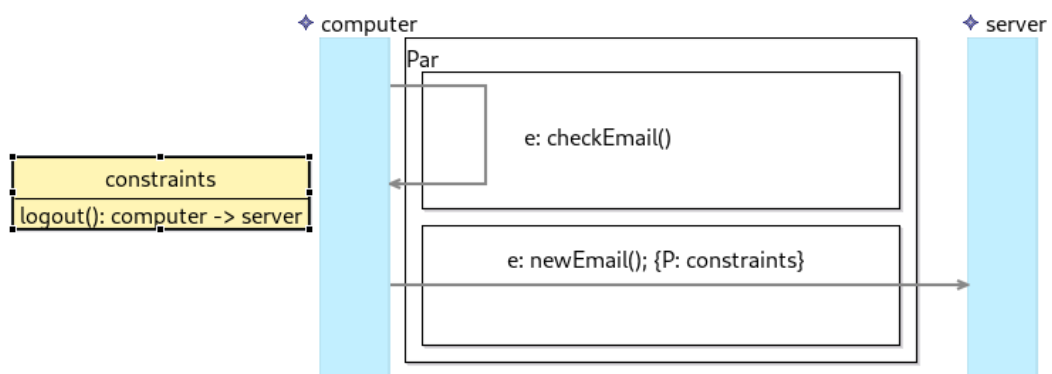 computer
server
Par
e: checkEmail()
constraints
logout(): computer -> server
e: newEmail(); {P: constraints}